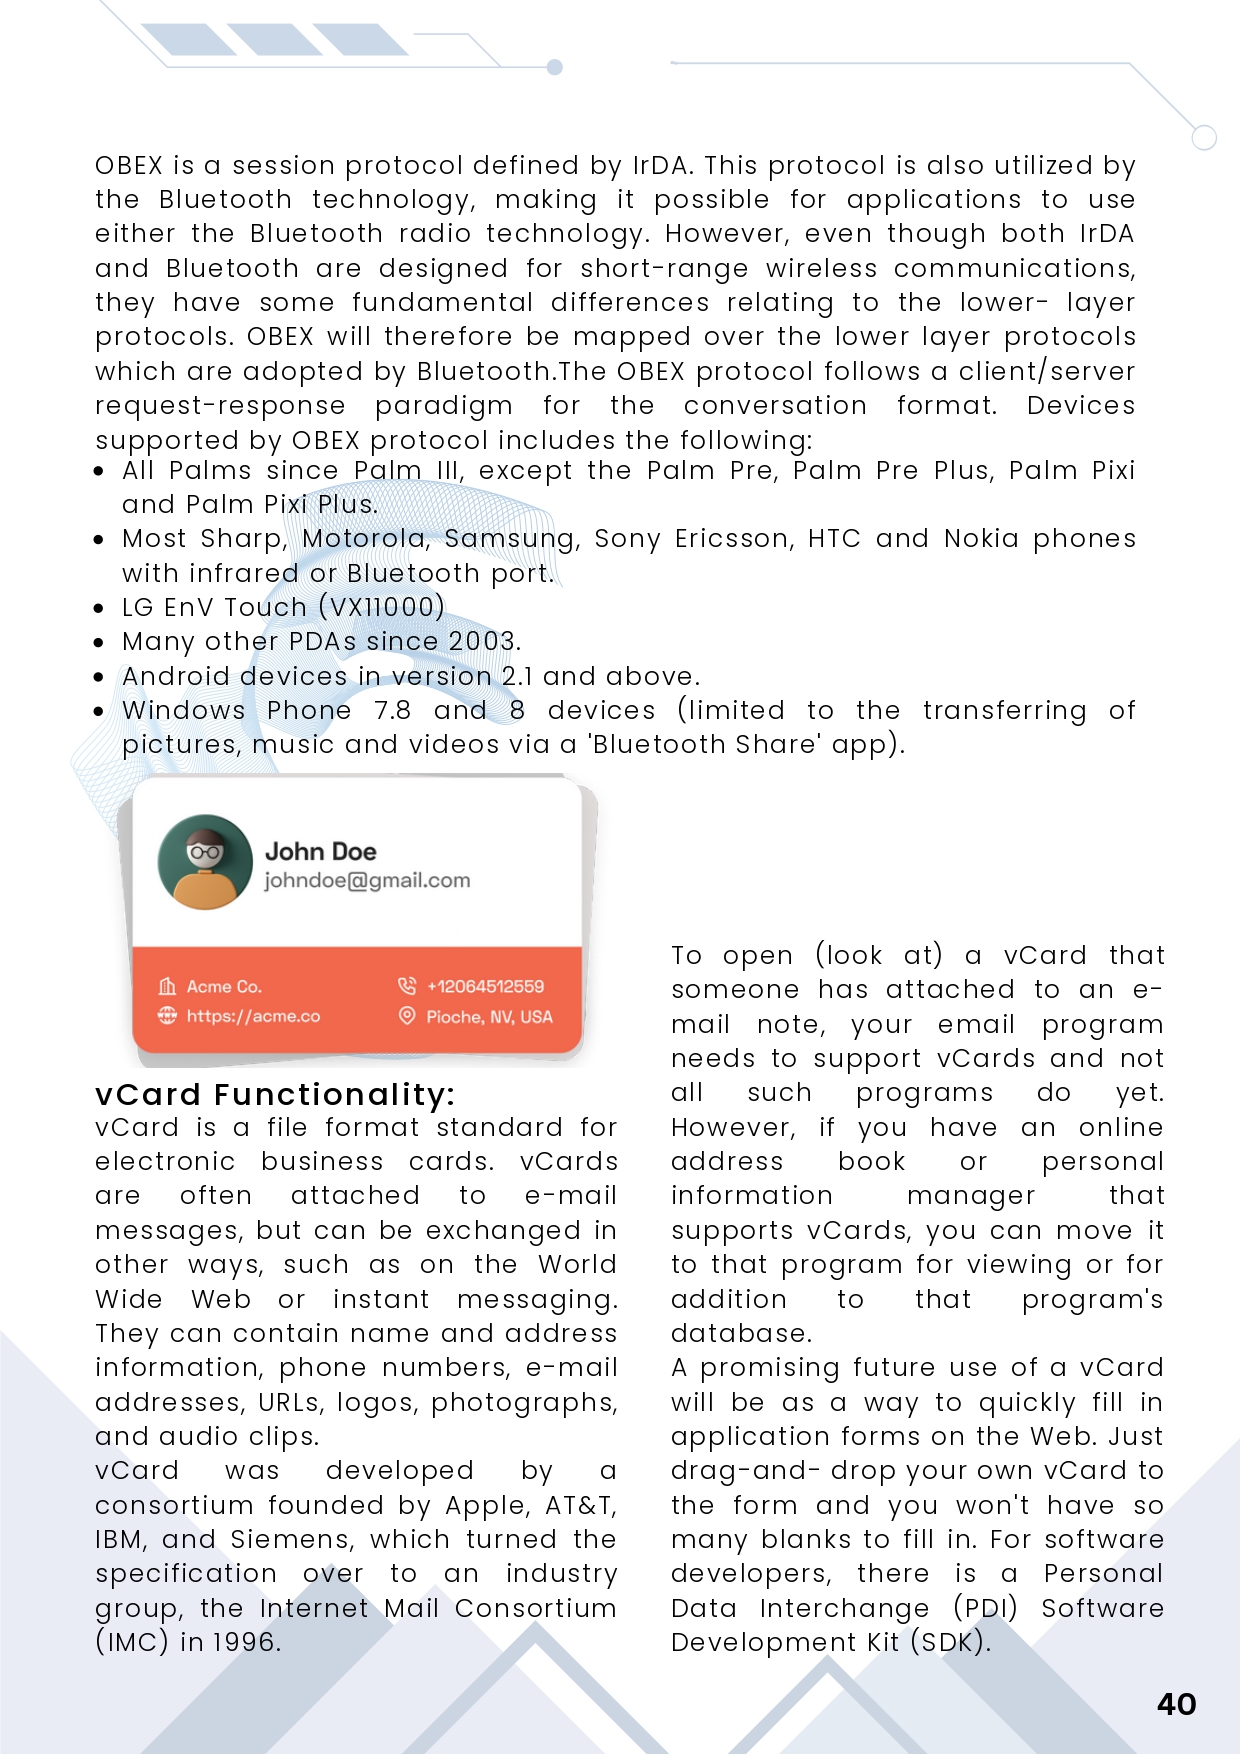 OBEX is a session protocol defined by IrDA. This protocol is also utilized by
the Bluetooth technology, making it possible for applications to use
either the Bluetooth radio technology. However, even though both IrDA
and Bluetooth are designed for short-range wireless communications,
they have some fundamental differences relating to the lower- layer
protocols. OBEX will therefore be mapped over the lower layer protocols
which are adopted by Bluetooth.The OBEX protocol follows a client/server
request-response paradigm for the conversation format. Devices
supported by OBEX protocol includes the following:
• All Palms since Palm III, except the Palm Pre, Palm Pre Plus, Palm Pixi
and Palm Pixi Plus.
• Most Sharp, Motorola, Samsung, Sony Ericsson, HTC and Nokia phones
with infrared or Bluetooth port.
• LG EnV Touch (VX11000)
• Many other PDAs since 2003.
• Android devices in version 2.1 and above.
• Windows Phone 7.8 and 8 devices (limited to the transferring of
pictures, music and videos via a 'Bluetooth Share' app).
John Doe
johndoe@gmail.com
Acme Co.
https://acme.co
+12064512559
Pioche, NV, USA
vCard Functionality:
vCard is a file format standard for
electronic business cards. vCards
are often attached to e-mail
messages, but can be exchanged in
other ways, such as on the World
Wide Web or instant messaging.
They can contain name and address
information, phone numbers, e-mail
addresses, URLs, logos, photographs,
and audio clips.
vCard was developed by a
consortium founded by Apple, AT&T,
IBM, and Siemens, which turned the
specification over to an industry
group, the Internet Mail Consortium
(IMC) in 1996.
To open (look at) a vCard that
someone has attached to an e-
mail note, your email program
needs to support vCards and not
all such programs do yet.
However, if you have an online
address book or personal
information manager that
supports vCards, you can move it
to that program for viewing or for
addition to that program's
database.
A promising future use of a vCard
will be as a way to quickly fill in
application forms on the Web. Just
drag-and- drop your own vCard to
the form and you won't have so
many blanks to fill in. For software
developers, there is a Personal
Data Interchange (PDI) Software
Development Kit (SDK).
40